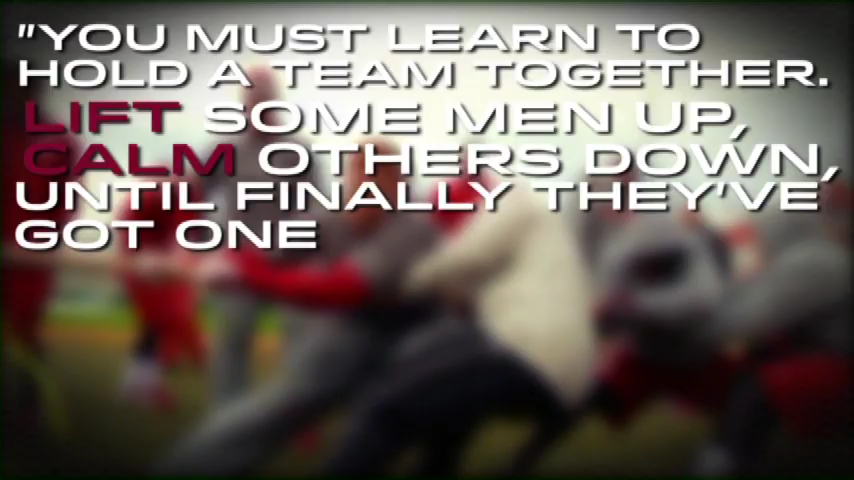 "YOU MUST LEARN TO
HOLD A TEAM TOGETHER.
LIFT SOME MEN UP,
CALM OTHERS DOWN,
UNTIL FINALLY THEY'VE
GOT ONE